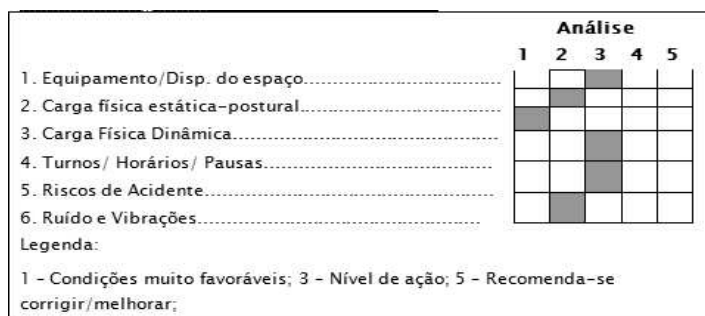 Análise
1 2 3 4 5
1. Equipamento/Disp. do espaço
2. Carga física estática-postural
3. Carga Física Dinâmica
4. Turnos/ Horários/ Pausas
5. Riscos de Acidente
6. Ruído e Vibrações
Legenda:
1 – Condições muito favoráveis; 3 – Nível de ação; 5 – Recomenda-se
corrigir/melhorar;